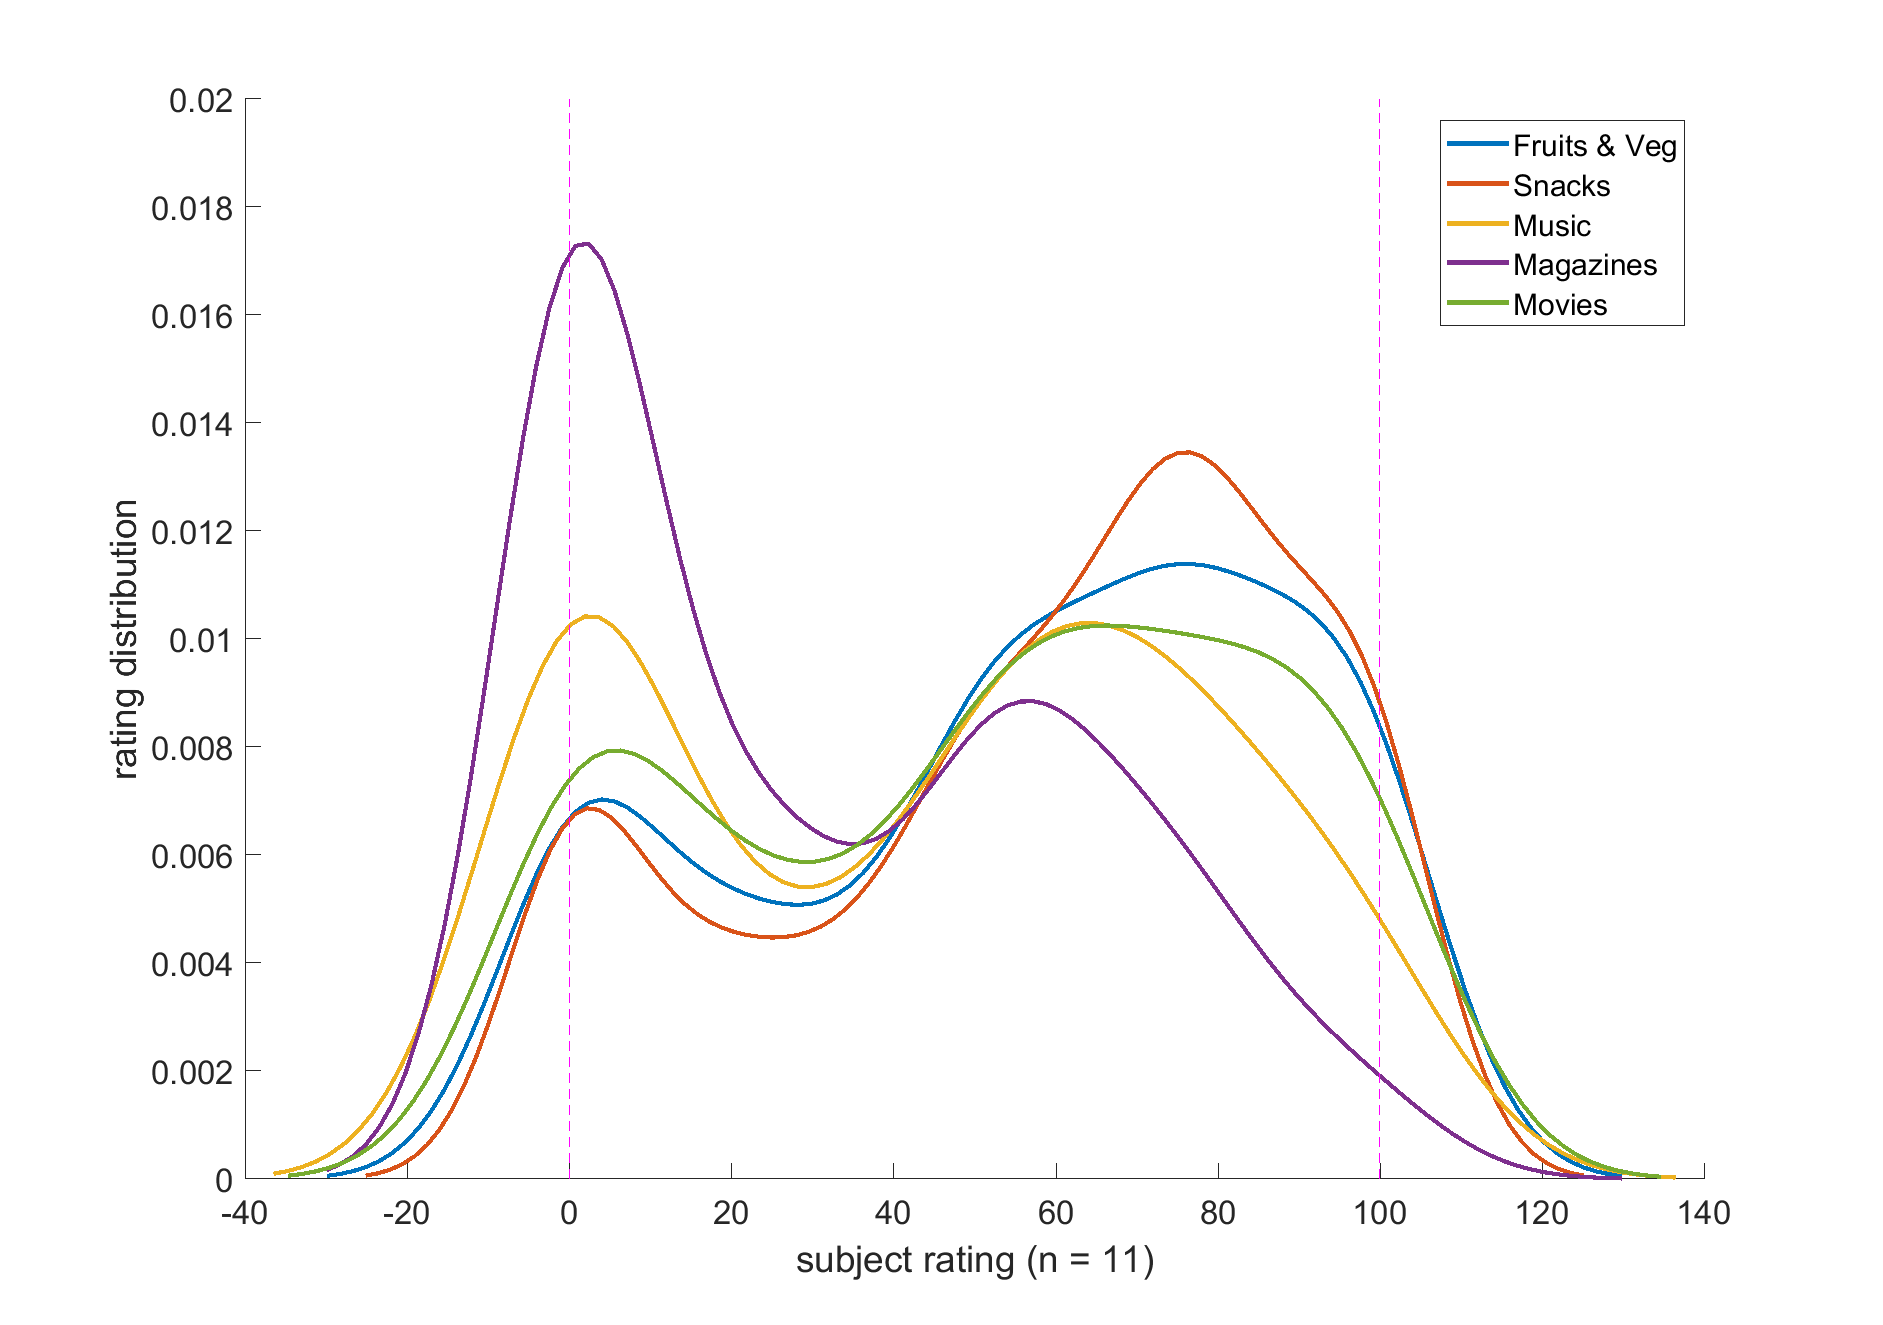 0.02
0.018
0.016
0.014
0.012
0.01
0.008
0.006
0.004
0.002
0
rating distribution
-40 -20 0 20 40 60 80 100 120 140
subject rating (n = 11)
Fruits & Veg
Snacks
Music
Magazines
Movies